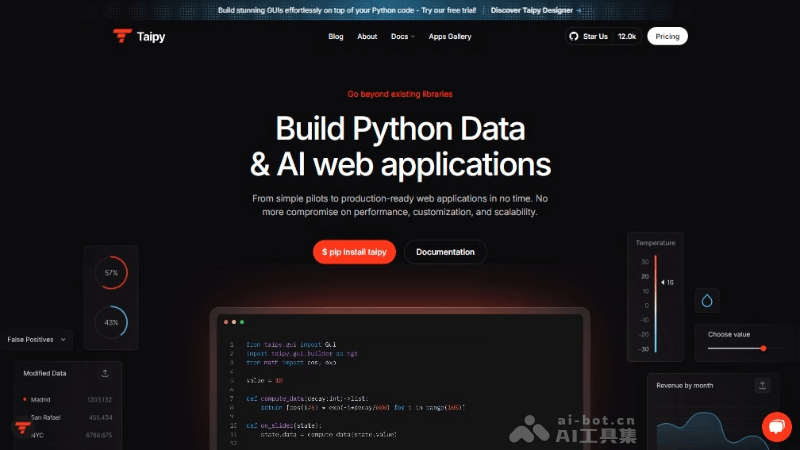 Build stunning GUIs effortlessly on top of your Python code - Try our free trial! | Discover Taipy Designer →
Taipy
Blog About Docs Apps Gallery
Star Us 12.0k Pricing
Go beyond existing libraries
Build Python Data
& AI web applications
From simple pilots to production-ready web applications in no time. No
more compromise on performance, customization, and scalability.
$ pip install taipy Documentation
57%
43%
False Positives
Modified Data
Madrid 1203.132
San Rafael 455.434
NYC 8798.675
Temperature
30
20
10
0
-10
-20
-30
16
Choose value
Revenue by month
1 from taipy.gui import Gui
2 import taipy.gui.builder as tgb
3 from math import cos, exp
4
5 value = 10
6
7 def compute_data(decay:int)->list:
8 return [cos(i/6) * exp(-i*decay/600) for i in range(100)]
9
10 def on_slider(state):
11 state.data = compute_data(state.value)
12
ai-bot.cn
AI工具集